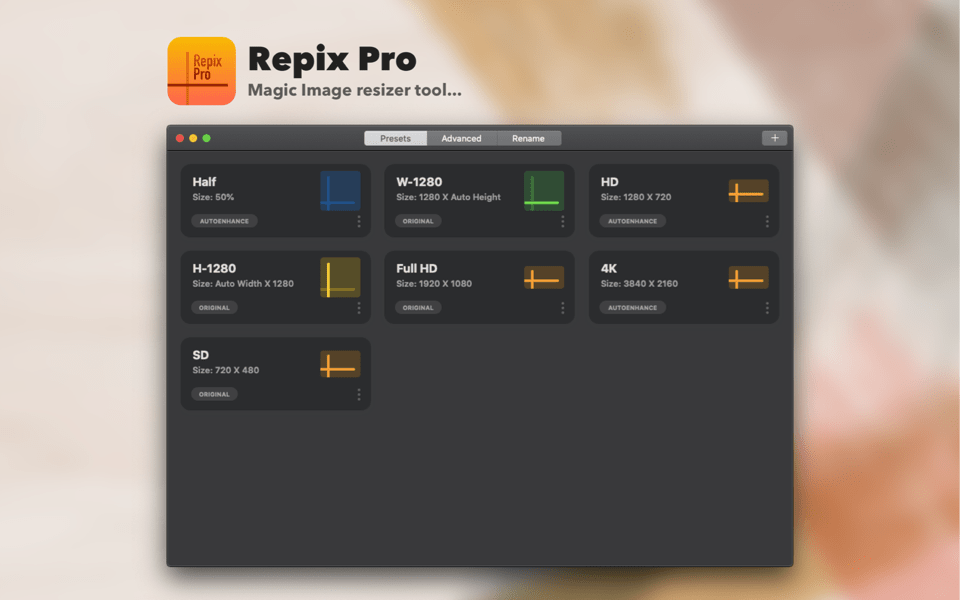 Repix
Pro
Repix Pro
Magic Image resizer tool...
Presets
Advanced
Rename
+
Half
Size: 50%
AUTOENHANCE
W-1280
Size: 1280 X Auto Height
ORIGINAL
HD
Size: 1280 X 720
AUTOENHANCE
H-1280
Size: Auto Width X 1280
ORIGINAL
Full HD
Size: 1920 X 1080
ORIGINAL
4K
Size: 3840 X 2160
AUTOENHANCE
SD
Size: 720 X 480
ORIGINAL